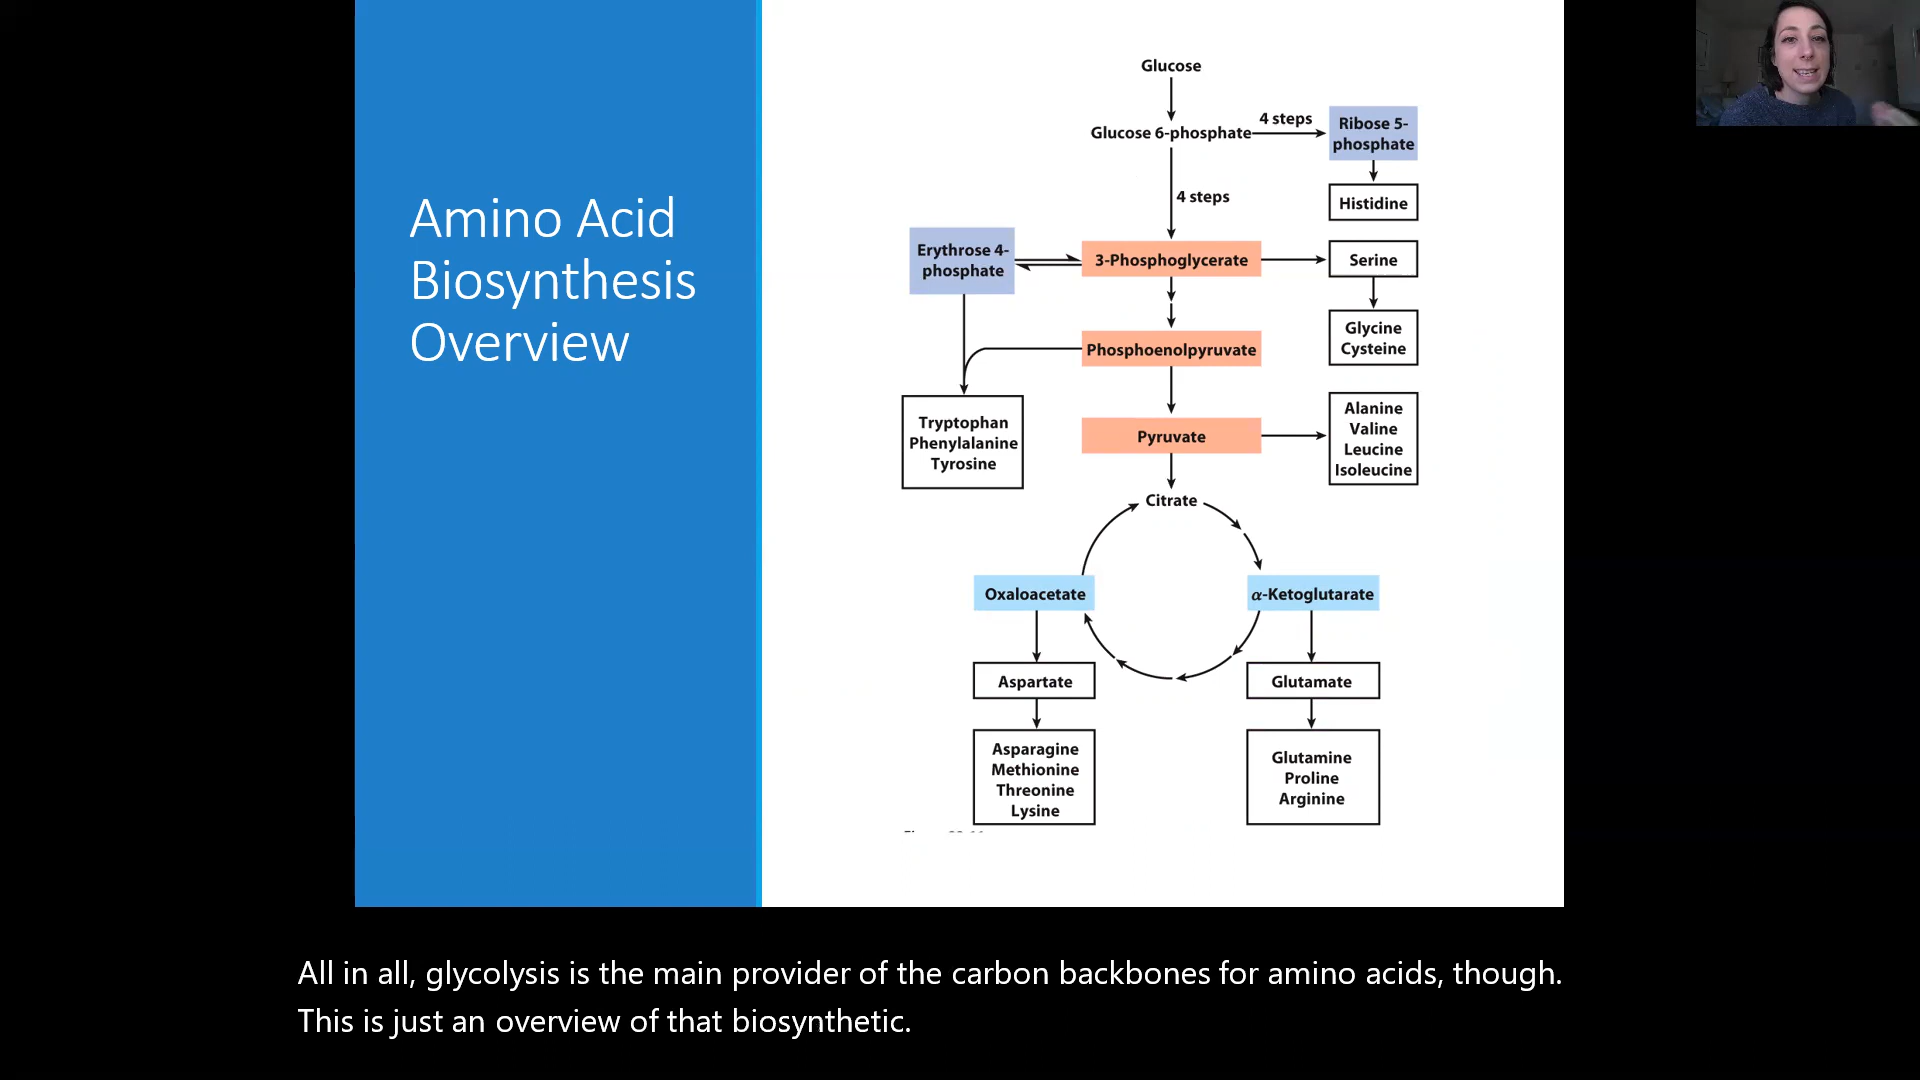 Amino Acid
Biosynthesis
Overview
Glucose
Glucose 6-phosphate
4 steps
Ribose 5-
phosphate
Histidine
4 steps
Erythrose 4-
phosphate
3-Phosphoglycerate
Serine
Glycine
Cysteine
Phosphoenolpyruvate
Tryptophan
Phenylalanine
Tyrosine
Pyruvate
Alanine
Valine
Leucine
Isoleucine
Citrate
Oxaloacetate
α-Ketoglutarate
Aspartate
Glutamate
Asparagine
Methionine
Threonine
Lysine
Glutamine
Proline
Arginine
All in all, glycolysis is the main provider of the carbon backbones for amino acids, though.
This is just an overview of that biosynthetic.